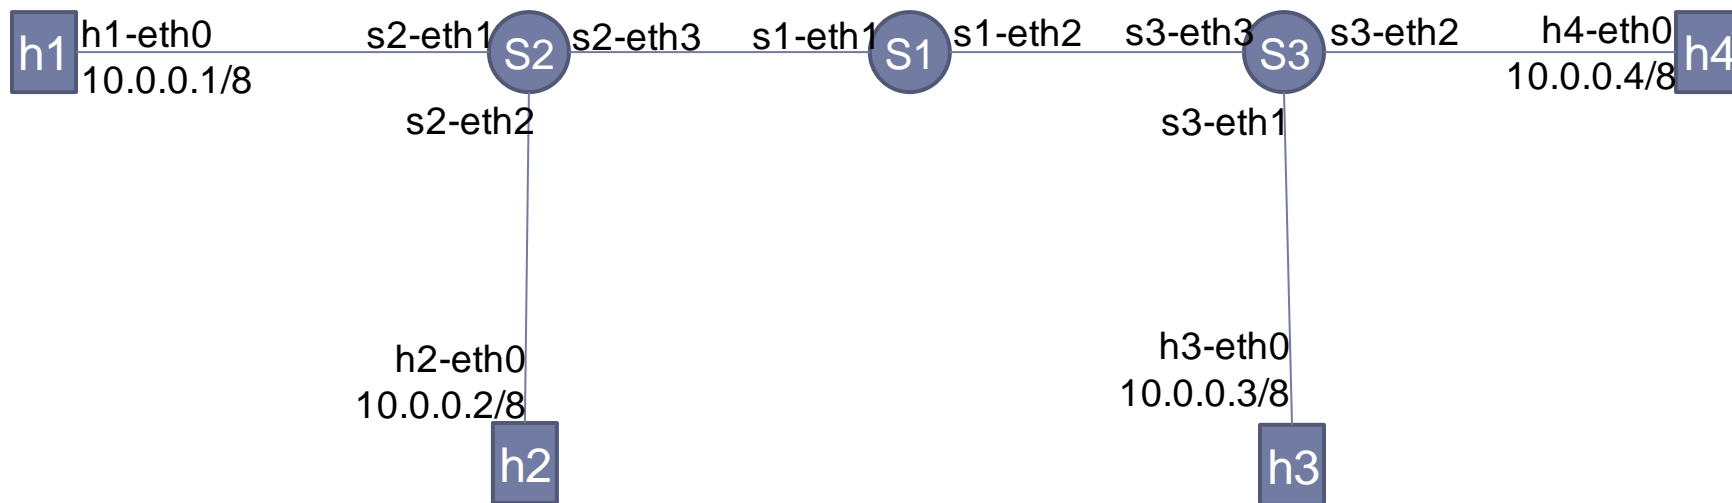 h1
h1-eth0
10.0.0.1/8
s2-eth1
S2
s2-eth3
s2-eth2
s1-eth1
S1
s1-eth2
s3-eth3
S3
s3-eth2
s3-eth1
h4-eth0
10.0.0.4/8
h4
h2-eth0
10.0.0.2/8
h2
h3-eth0
10.0.0.3/8
h3